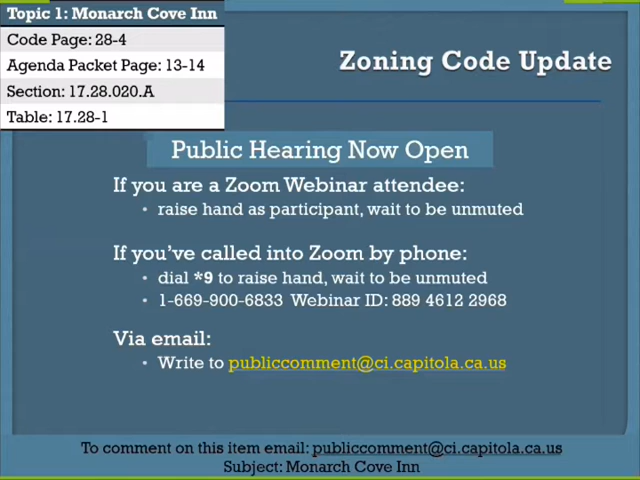 Topic 1: Monarch Cove Inn
Code Page: 28-4
Agenda Packet Page: 13-14
Section: 17.28.020.A
Table: 17.28-1
Zoning Code Update
Public Hearing Now Open
If you are a Zoom Webinar attendee:
• raise hand as participant, wait to be unmuted
If you've called into Zoom by phone:
• dial *9 to raise hand, wait to be unmuted
• 1-669-900-6833 Webinar ID: 889 4612 2968
Via email:
• Write to publiccomment@ci.capitola.ca.us
To comment on this item email: publiccomment@ci.capitola.ca.us
Subject: Monarch Cove Inn